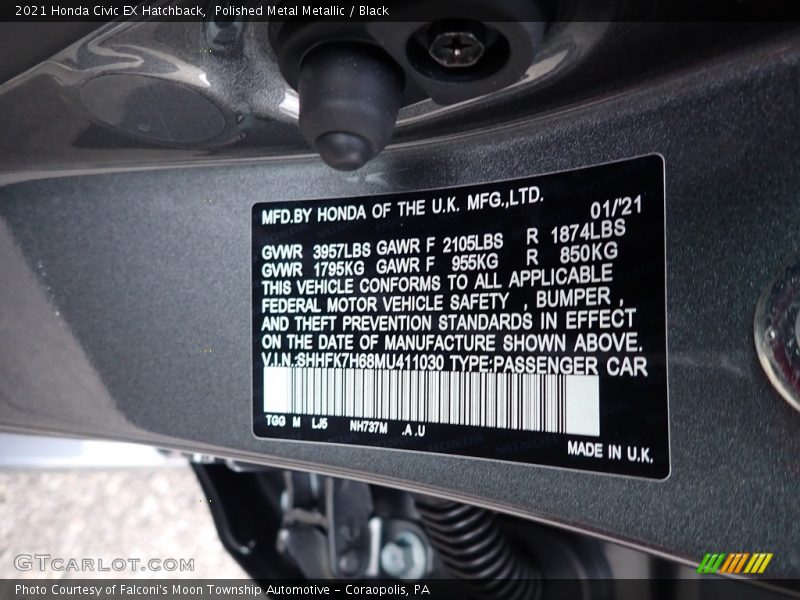 2021 Honda Civic EX Hatchback, Polished Metal Metallic / Black
MFD.BY HONDA OF THE U.K. MFG.,LTD.
01/'21
GVWR 3957LBS GAWR F 2105LBS R 1874LBS
GVWR 1795KG GAWR F 955KG R 850KG
THIS VEHICLE CONFORMS TO ALL APPLICABLE
FEDERAL MOTOR VEHICLE SAFETY , BUMPER ,
AND THEFT PREVENTION STANDARDS IN EFFECT
ON THE DATE OF MANUFACTURE SHOWN ABOVE.
V.I.N.:SHHFK7H68MU411030 TYPE:PASSENGER CAR
TGG M LJ5 NH737M .A ,U
MADE IN U.K.
GTcarlot.com
Photo Courtesy of Falconi's Moon Township Automotive - Coraopolis, PA